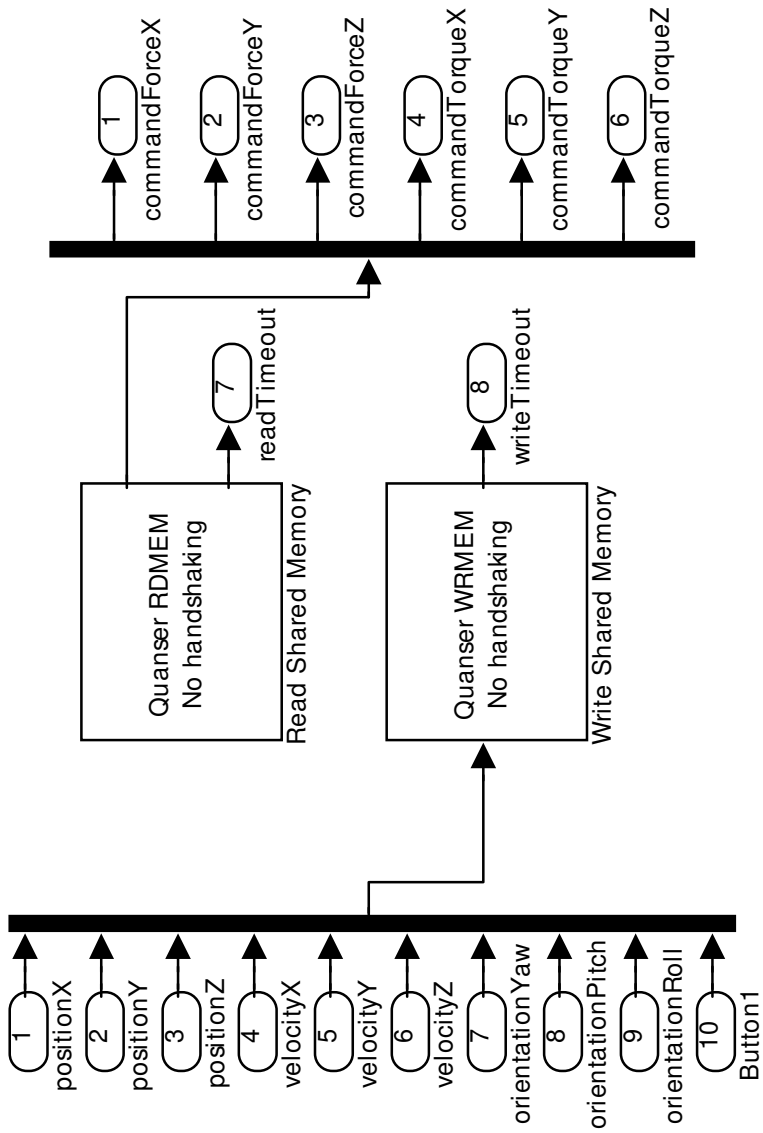 1
positionX
2
positionY
3
positionZ
4
velocityX
5
velocityY
6
velocityZ
7
orientationYaw
8
orientationPitch
9
orientationRoll
10
Button1
Quanser RDMEM
No handshaking
Read Shared Memory
7
readTimeout
Quanser WRMEM
No handshaking
Write Shared Memory
8
writeTimeout
1
commandForceX
2
commandForceY
3
commandForceZ
4
commandTorqueX
5
commandTorqueY
6
commandTorqueZ